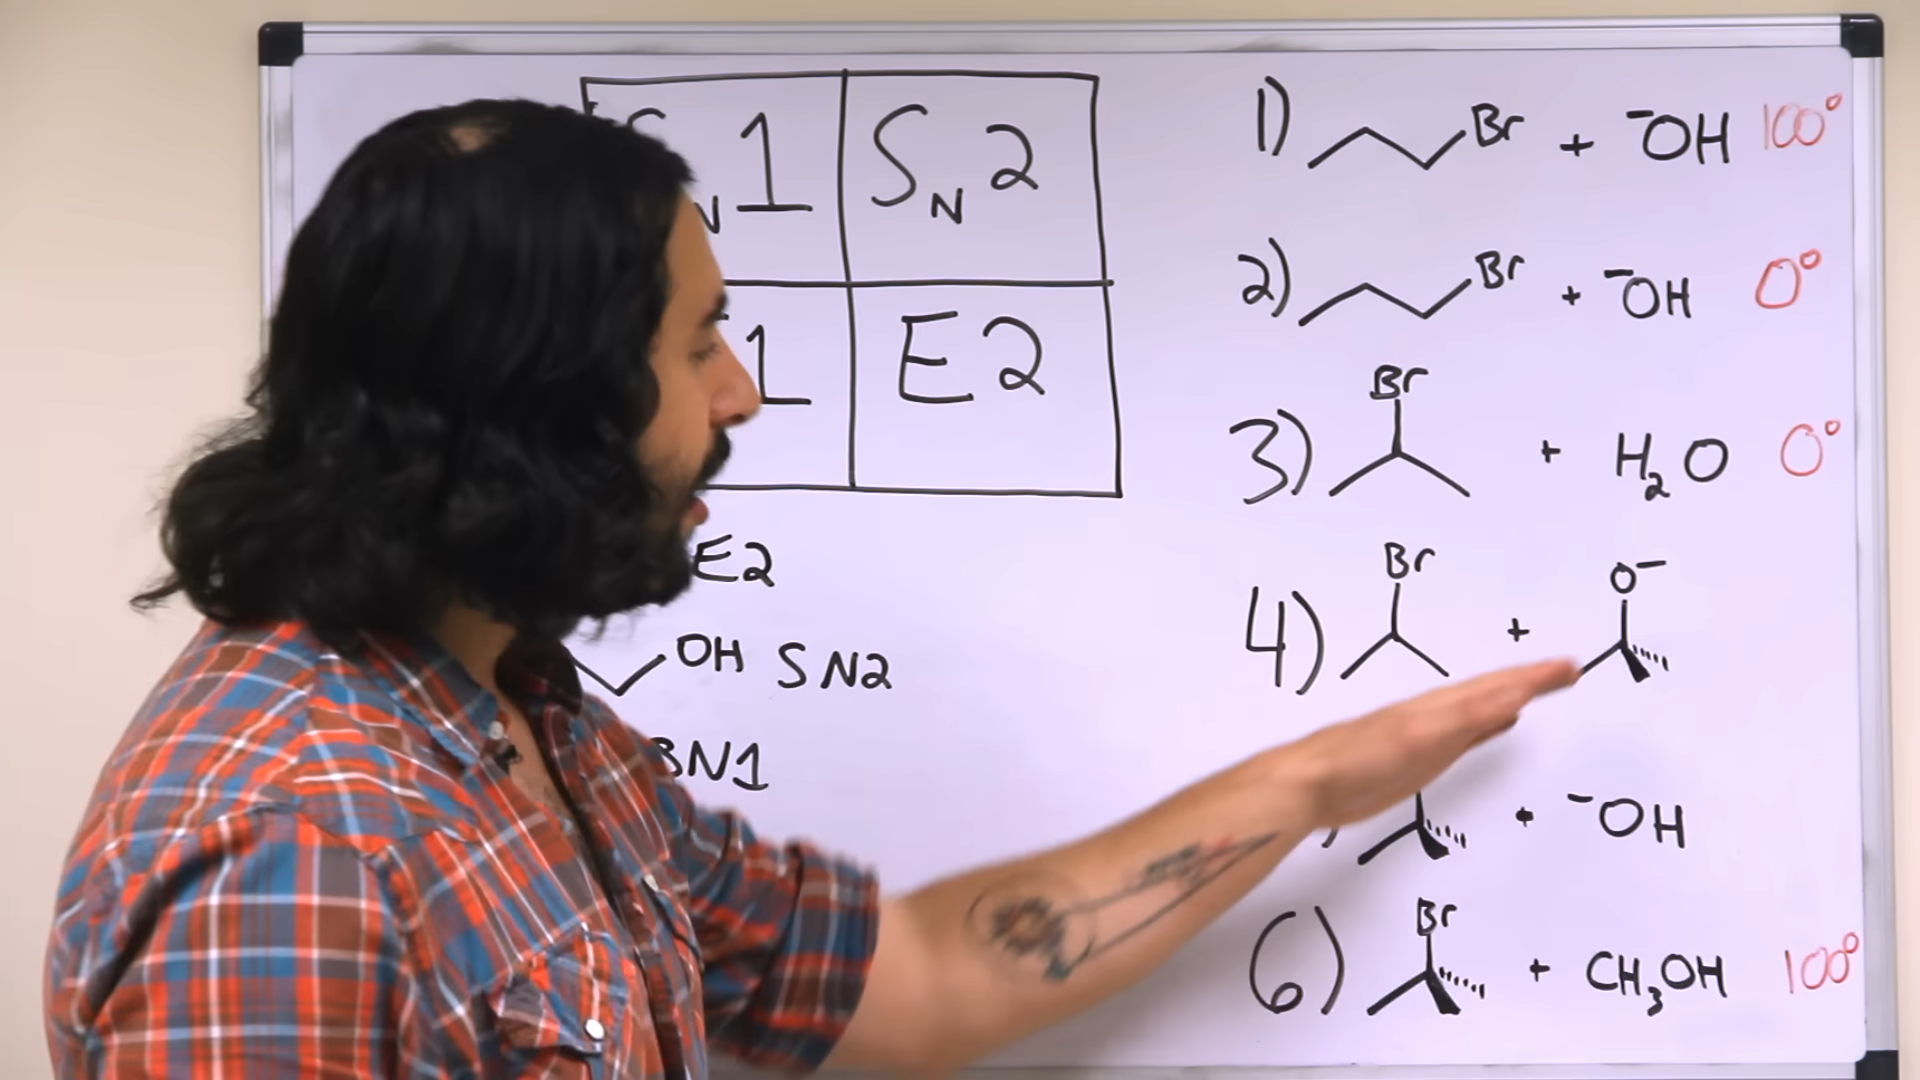 SN1 SN2
1 E2
E2
OH SN2
SN1
1) Br + ⁻OH 100°
2) Br + ⁻OH 0°
3) Br + H₂O 0°
4) Br + O⁻
) + ⁻OH
6) Br + CH₃OH 100°